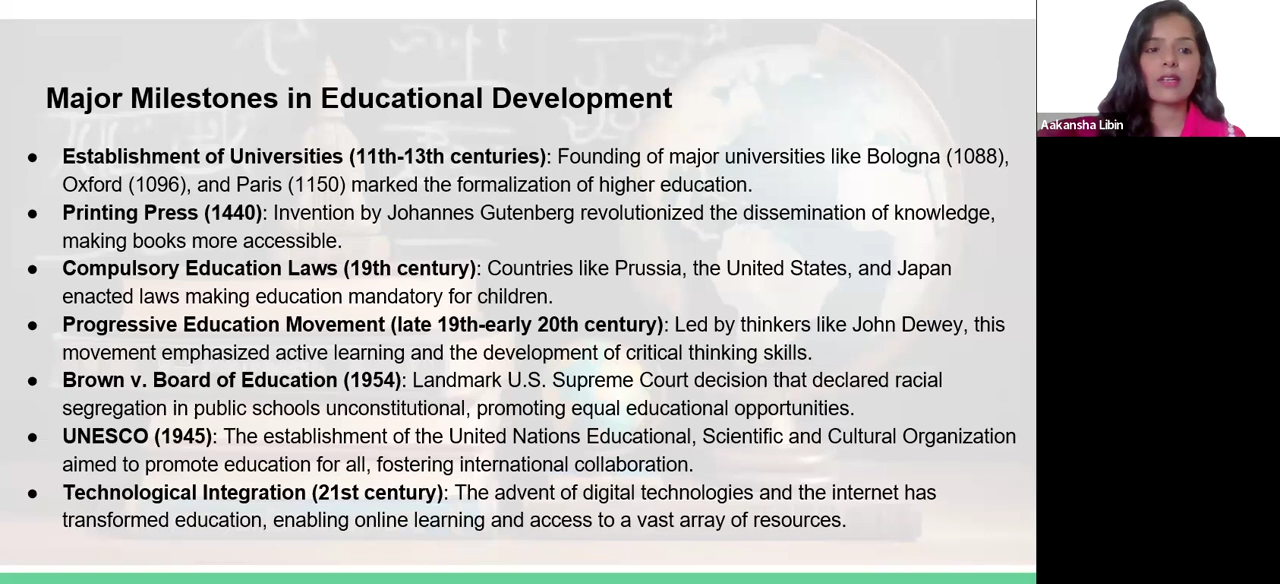 Major Milestones in Educational Development
● Establishment of Universities (11th-13th centuries): Founding of major universities like Bologna (1088),
Oxford (1096), and Paris (1150) marked the formalization of higher education.
● Printing Press (1440): Invention by Johannes Gutenberg revolutionized the dissemination of knowledge,
making books more accessible.
● Compulsory Education Laws (19th century): Countries like Prussia, the United States, and Japan
enacted laws making education mandatory for children.
● Progressive Education Movement (late 19th-early 20th century): Led by thinkers like John Dewey, this
movement emphasized active learning and the development of critical thinking skills.
● Brown v. Board of Education (1954): Landmark U.S. Supreme Court decision that declared racial
segregation in public schools unconstitutional, promoting equal educational opportunities.
● UNESCO (1945): The establishment of the United Nations Educational, Scientific and Cultural Organization
aimed to promote education for all, fostering international collaboration.
● Technological Integration (21st century): The advent of digital technologies and the internet has
transformed education, enabling online learning and access to a vast array of resources.
Aakansha Libin